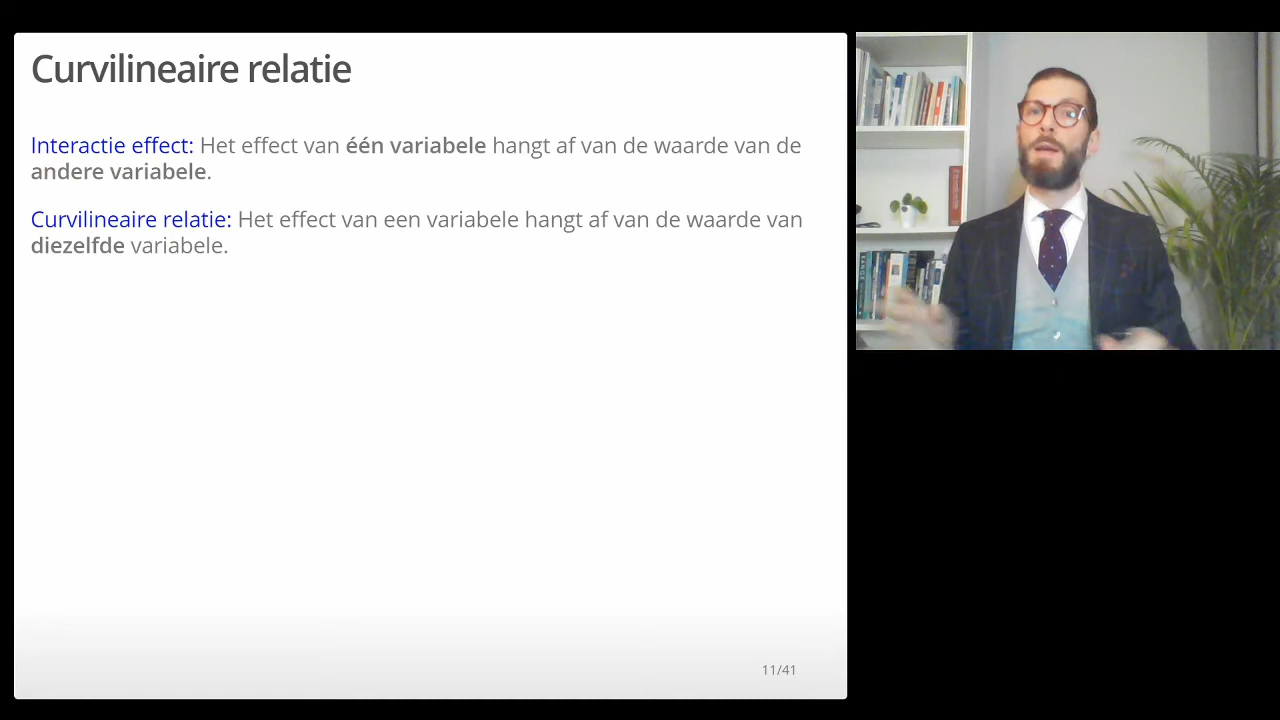 Curvilineaire relatie
Interactie effect: Het effect van één variabele hangt af van de waarde van de
andere variabele.
Curvilineaire relatie: Het effect van een variabele hangt af van de waarde van
diezelfde variabele.
11/41